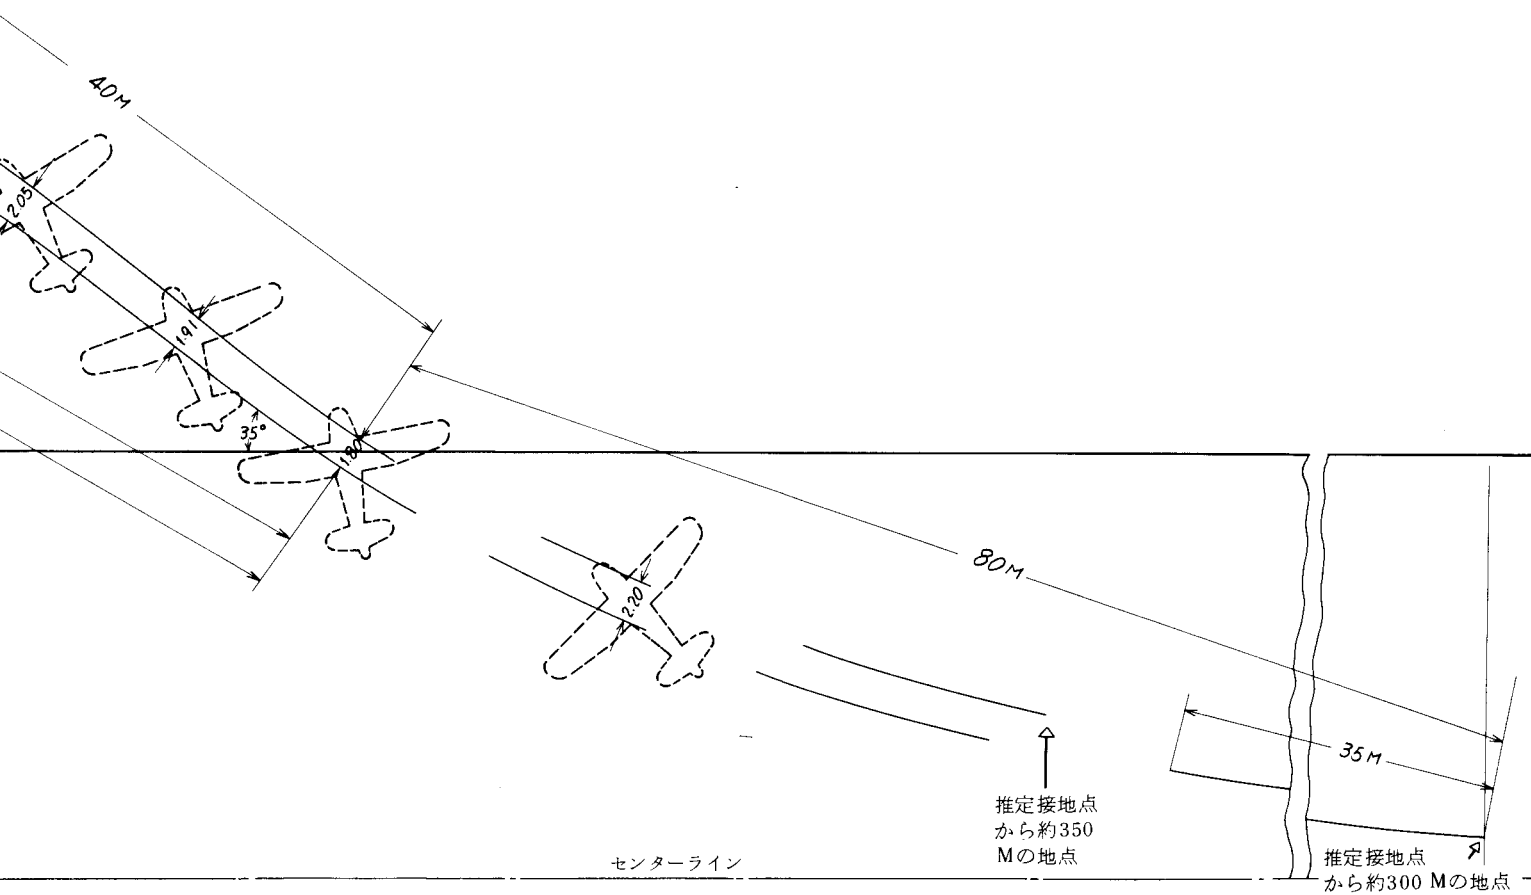 40M
2.05
1.91
35°
1.80
80M
2.20
35M
推定接地点
から約350
Mの地点
センターライン
推定接地点
から約300 Mの地点